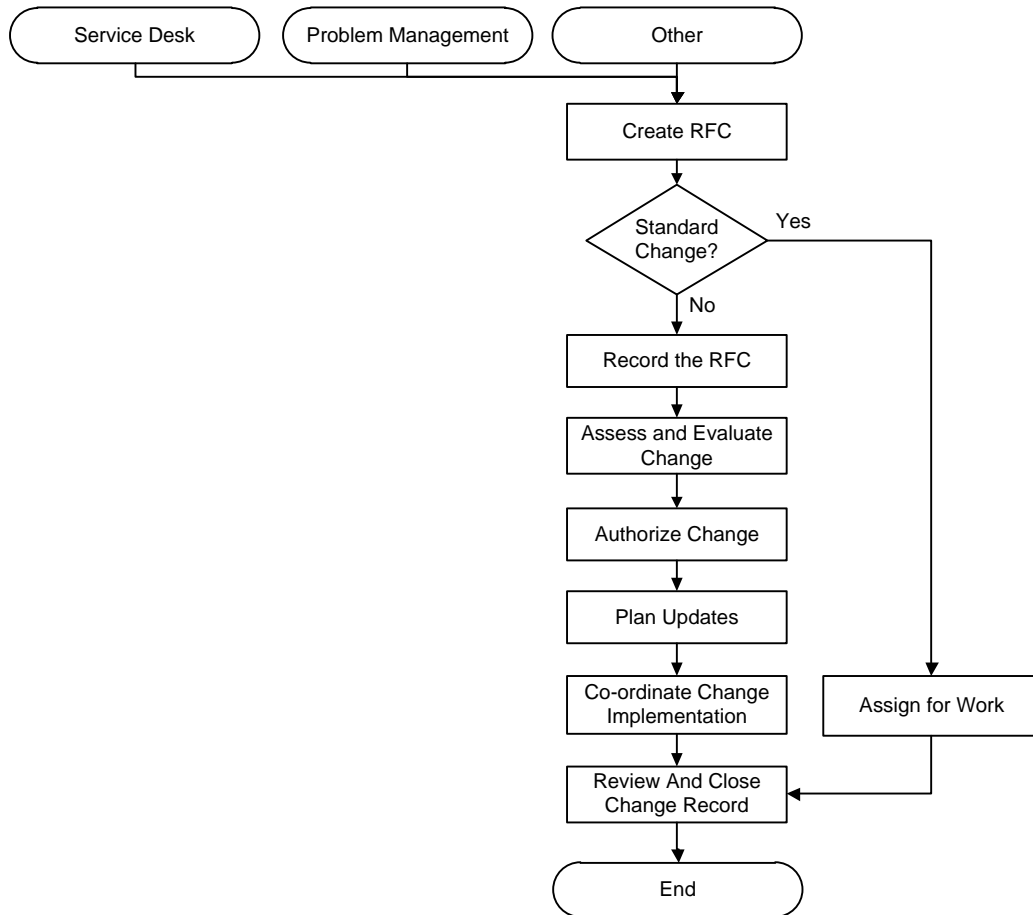 Service Desk
Problem Management
Other
Create RFC
Standard
Change?
Yes
No
Record the RFC
Assess and Evaluate
Change
Authorize Change
Plan Updates
Co-ordinate Change
Implementation
Assign for Work
Review And Close
Change Record
End